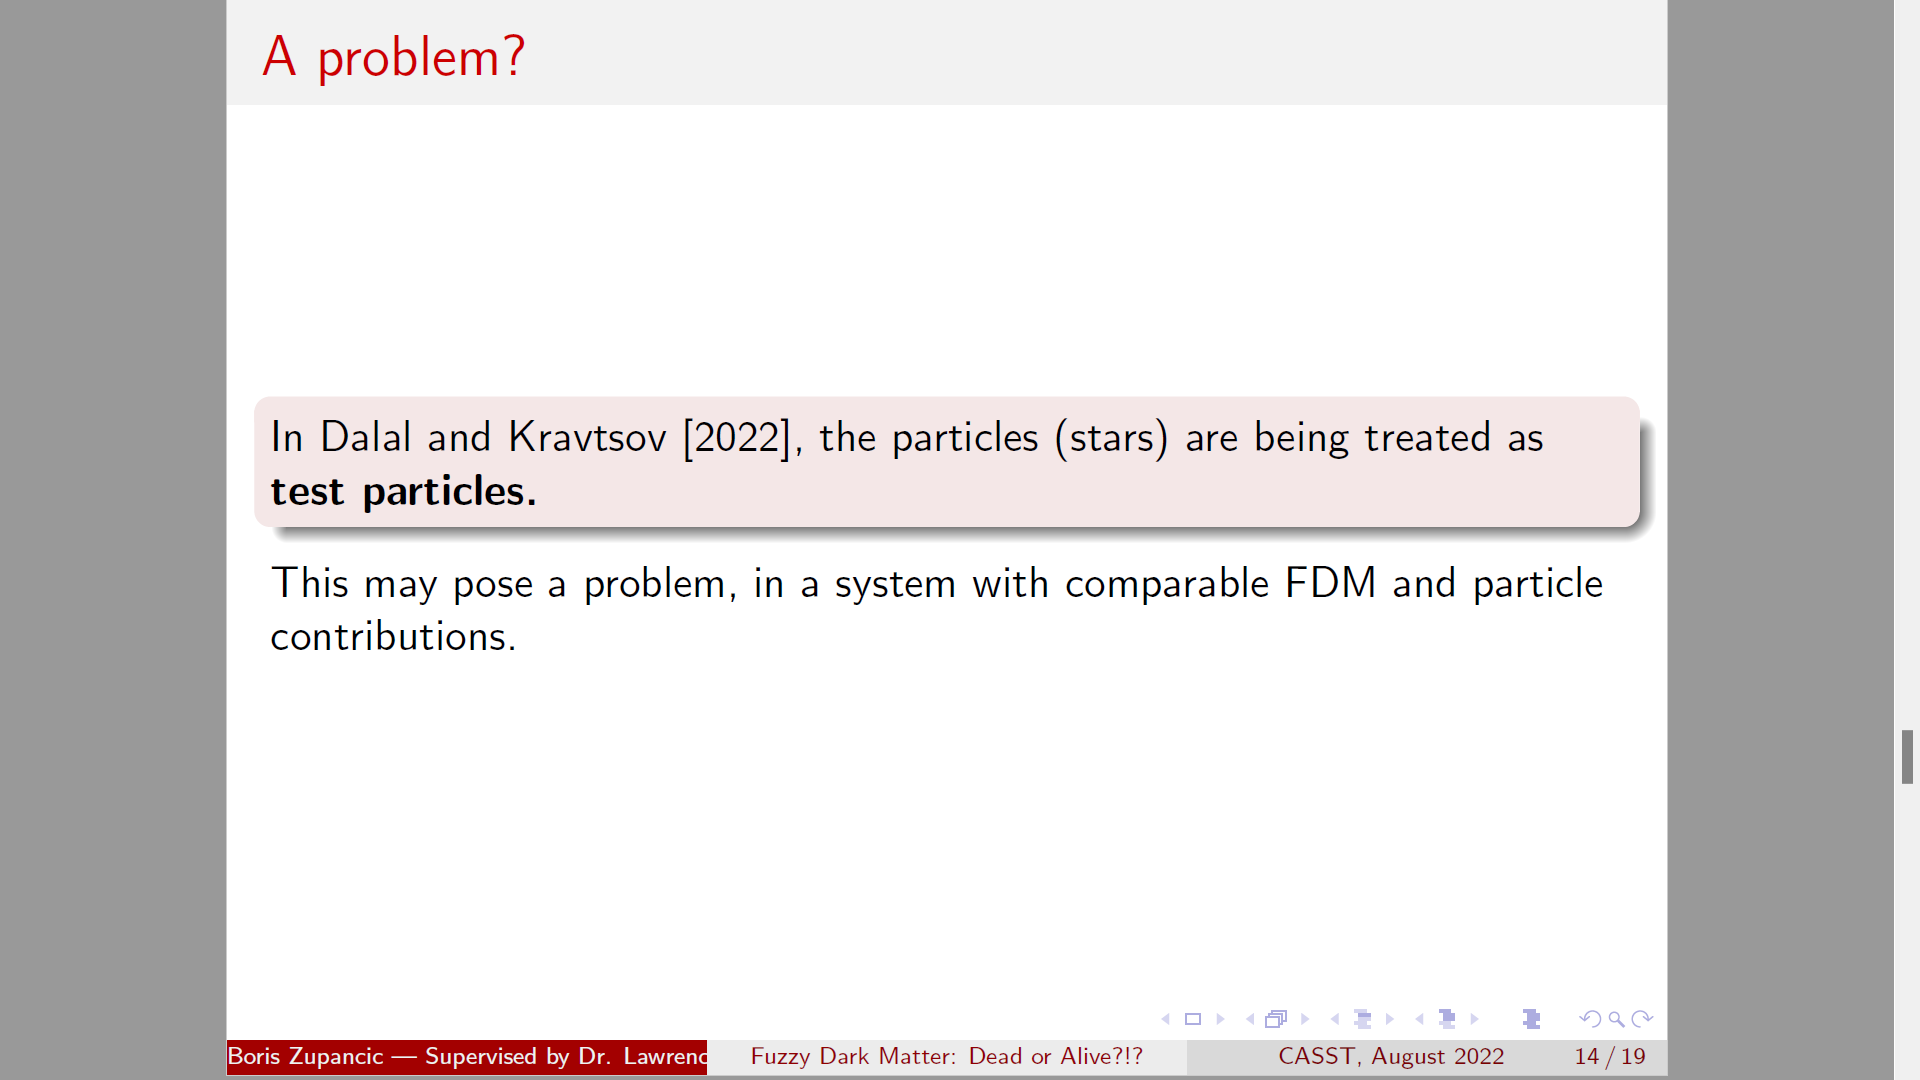 A problem?
In Dalal and Kravtsov [2022], the particles (stars) are being treated as
test particles.
This may pose a problem, in a system with comparable FDM and particle
contributions.
Boris Zupancic — Supervised by Dr. Lawrenc
Fuzzy Dark Matter: Dead or Alive?!?
CASST, August 2022
14 / 19